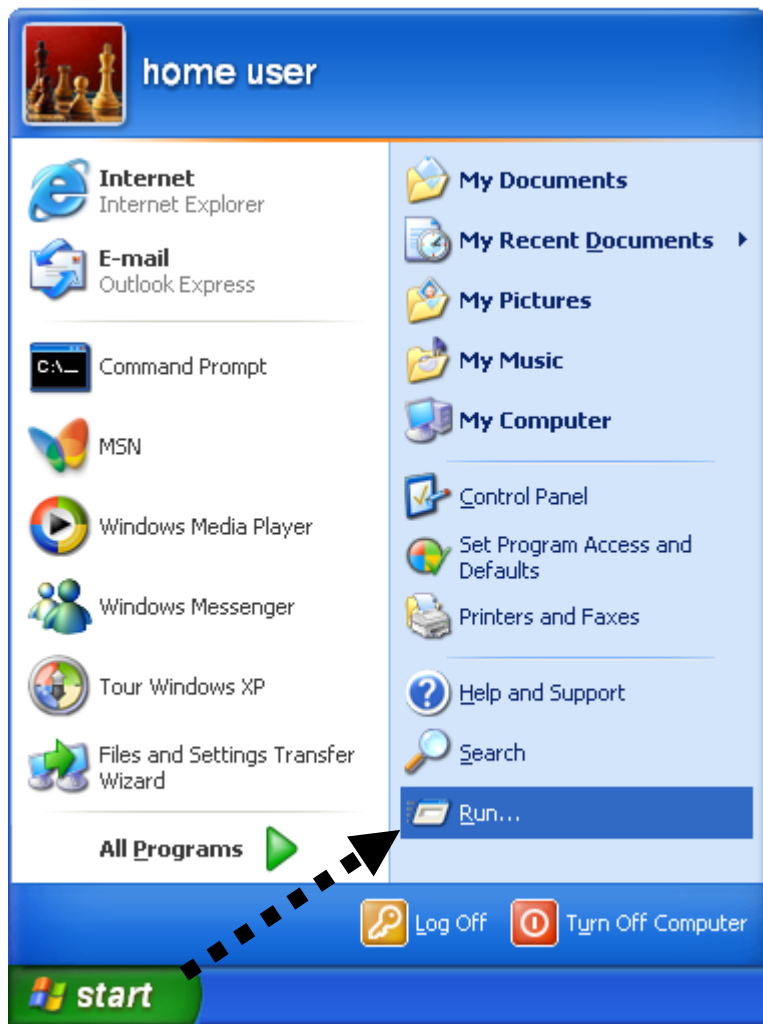 home user
Internet
Internet Explorer
E-mail
Outlook Express
C:\_
Command Prompt
MSN
Windows Media Player
Windows Messenger
Tour Windows XP
Files and Settings Transfer
Wizard
All Programs
My Documents
My Recent Documents
My Pictures
My Music
My Computer
Control Panel
Set Program Access and
Defaults
Printers and Faxes
Help and Support
Search
Run...
Log Off
Turn Off Computer
start